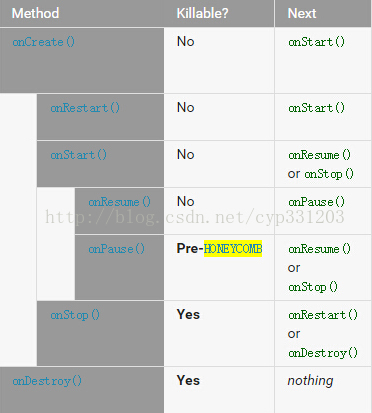 Method Killable? Next
onCreate() No onStart()
onRestart() No onStart()
onStart() No onResume()
or onStop()
onResume() No onPause()
http://blog.csdn.net/cyp331203
onPause() Pre-HONEYCOMB onResume()
or
onStop()
onStop() Yes onRestart()
or
onDestroy()
onDestroy() Yes nothing